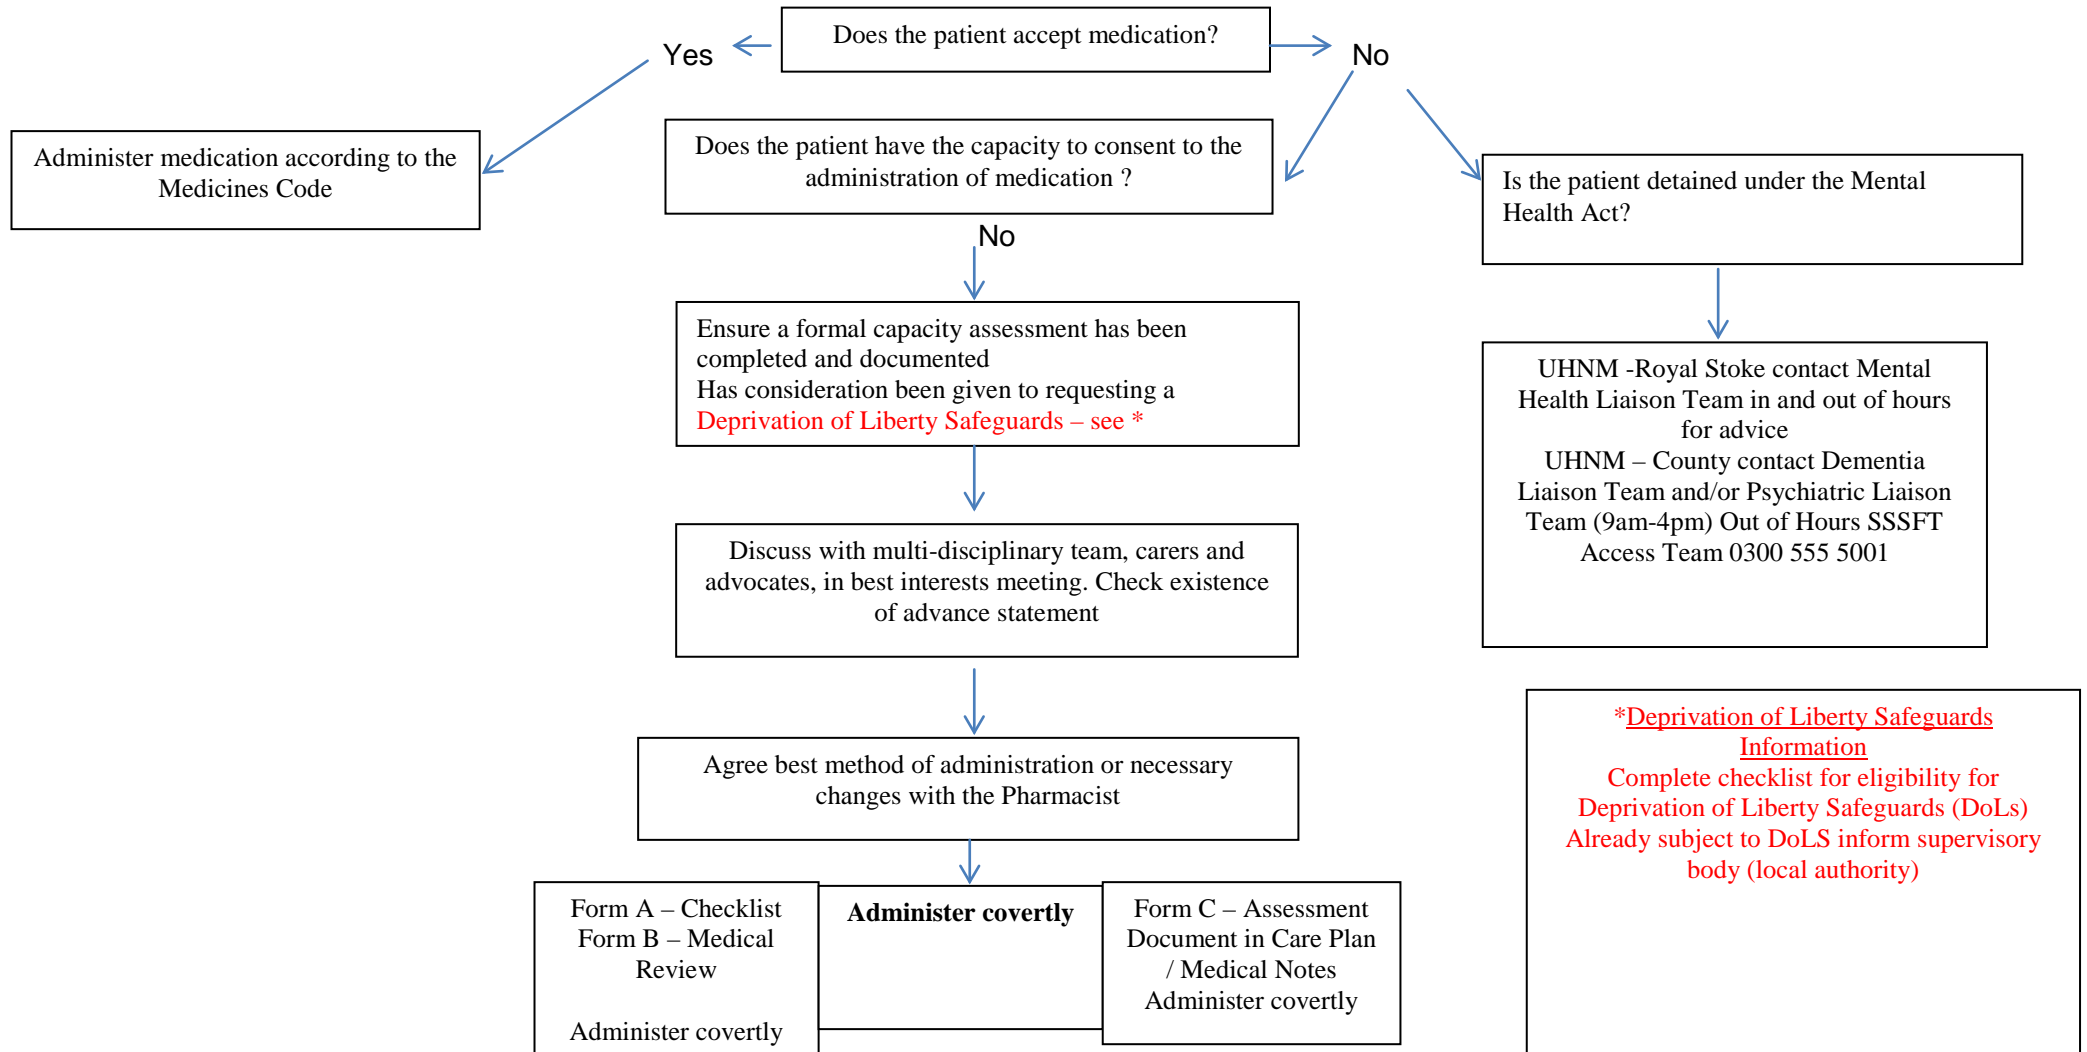 Does the patient accept medication?
Yes
No
Administer medication according to the
Medicines Code
Does the patient have the capacity to consent to the
administration of medication ?
Is the patient detained under the Mental
Health Act?
No
Ensure a formal capacity assessment has been
completed and documented
Has consideration been given to requesting a
Deprivation of Liberty Safeguards – see *
UHNM -Royal Stoke contact Mental
Health Liaison Team in and out of hours
for advice
UHNM – County contact Dementia
Liaison Team and/or Psychiatric Liaison
Team (9am-4pm) Out of Hours SSSFT
Access Team 0300 555 5001
Discuss with multi-disciplinary team, carers and
advocates, in best interests meeting. Check existence
of advance statement
Agree best method of administration or necessary
changes with the Pharmacist
*Deprivation of Liberty Safeguards
Information
Complete checklist for eligibility for
Deprivation of Liberty Safeguards (DoLs)
Already subject to DoLS inform supervisory
body (local authority)
Form A – Checklist
Form B – Medical
Review
Administer covertly
Administer covertly
Form C – Assessment
Document in Care Plan
/ Medical Notes
Administer covertly